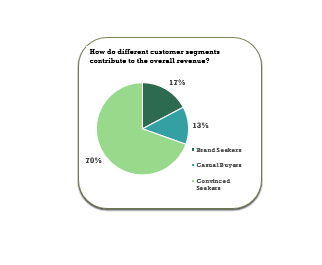 How do different customer segments
contribute to the overall revenue?
17%
13%
70%
Brand Seekers
Casual Buyers
Convinced
Seekers